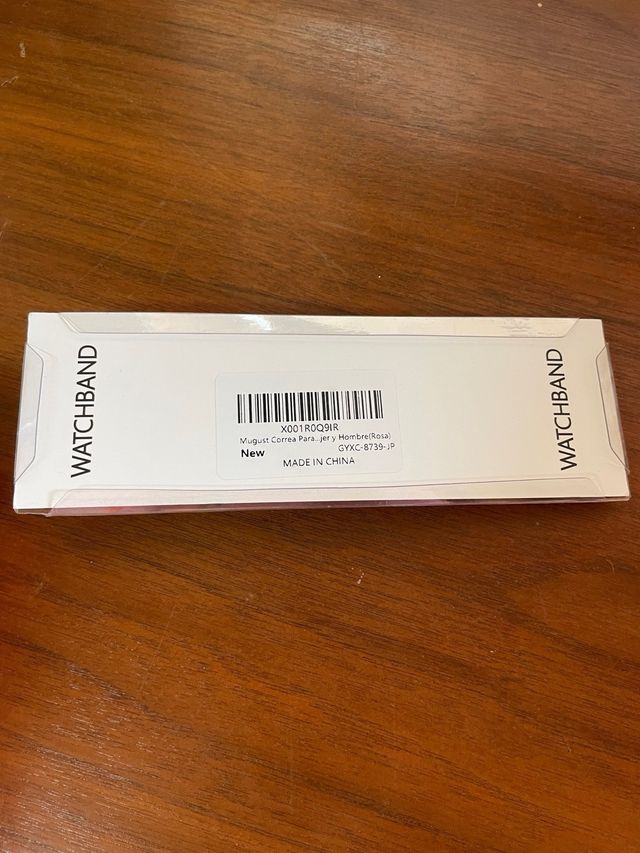 WATCHBAND
X001R0Q9IR
Mugust Correa Para...jer y Hombre(Rosa)
New GYXC-8739-JP
MADE IN CHINA
WATCHBAND